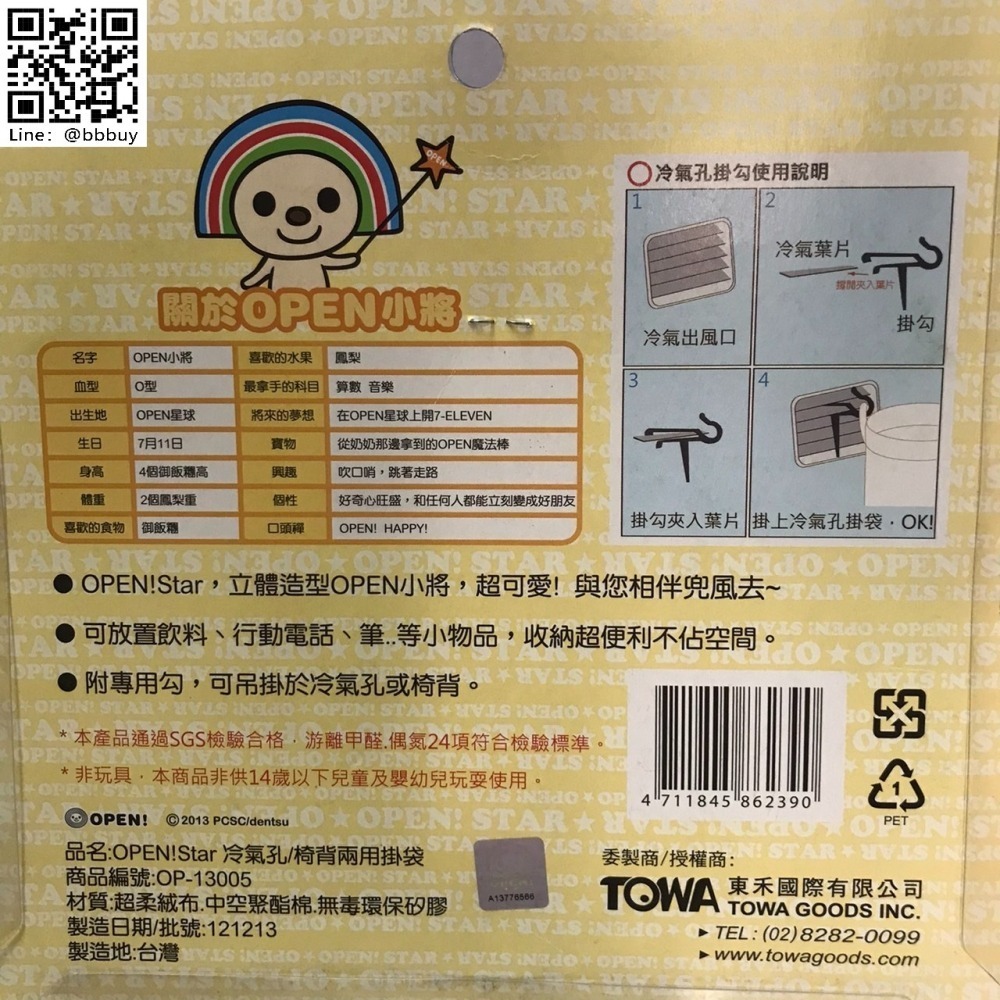 Line: @bbbuy
OPEN
關於OPEN小將
名字 OPEN小將 喜歡的水果 鳳梨
血型 O型 最拿手的科目 算數 音樂
出生地 OPEN星球 將來的夢想 在OPEN星球上開7-ELEVEN
生日 7月11日 寶物 從奶奶那邊拿到的OPEN魔法棒
身高 4個御飯糰高 興趣 吹口哨，跳著走路
體重 2個鳳梨重 個性 好奇心旺盛，和任何人都能立刻變成好朋友
喜歡的食物 御飯糰 口頭禪 OPEN! HAPPY!
冷氣孔掛勾使用說明
1
冷氣出風口
2
冷氣葉片
撐開夾入葉片
掛勾
3
掛勾夾入葉片
4
掛上冷氣孔掛袋，OK!
● OPEN!Star，立體造型OPEN小將，超可愛! 與您相伴兜風去~
● 可放置飲料、行動電話、筆..等小物品，收納超便利不佔空間。
● 附專用勾，可吊掛於冷氣孔或椅背。
* 本產品通過SGS檢驗合格．游離甲醛.偶氮24項符合檢驗標準。
* 非玩具．本商品非供14歲以下兒童及嬰幼兒玩耍使用。
OPEN! ©2013 PCSC/dentsu
品名:OPEN!Star 冷氣孔/椅背兩用掛袋
商品編號:OP-13005
材質:超柔絨布.中空聚酯棉.無毒環保矽膠
製造日期/批號:121213
製造地:台灣
A13776566
4 711845 862390
1
PET
委製商/授權商:
TOWA 東禾國際有限公司
TOWA GOODS INC.
▸TEL:(02)8282-0099
▸www.towagoods.com